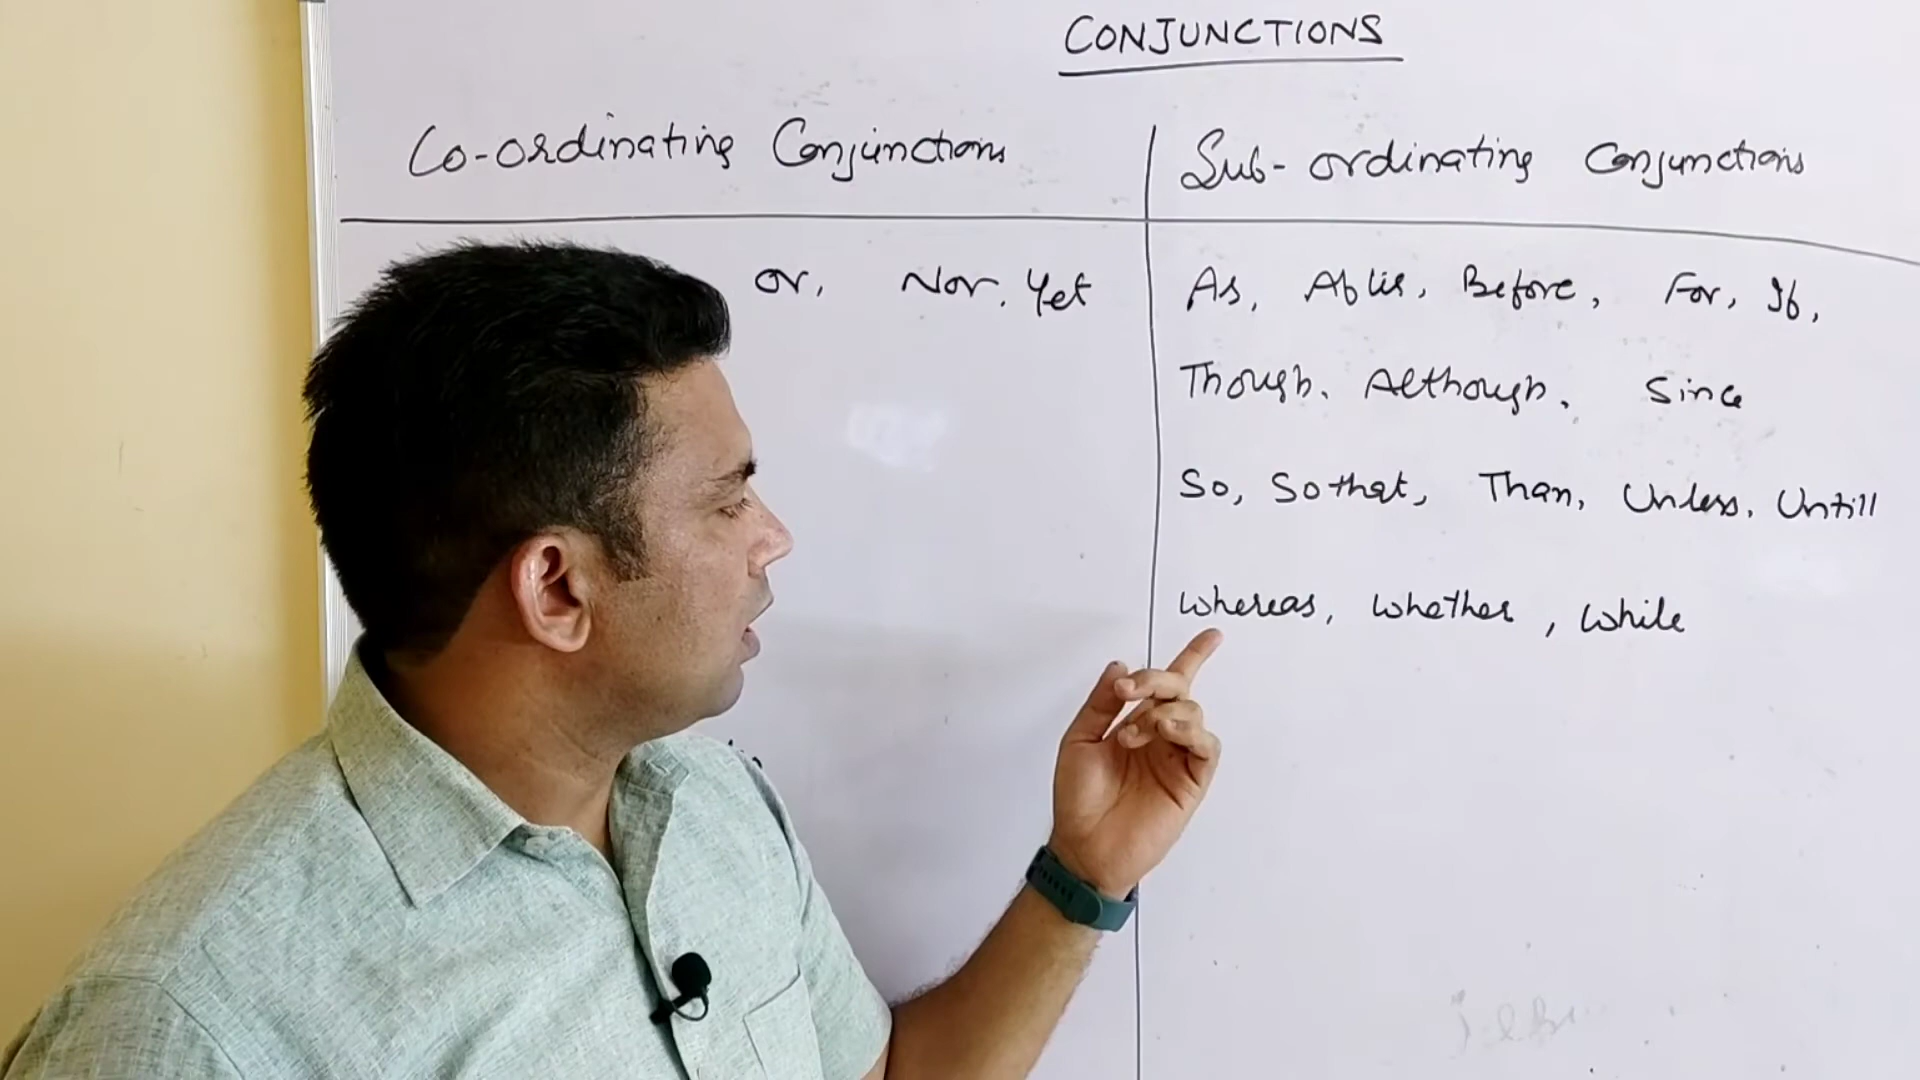 CONJUNCTIONS
Co-ordinating Conjunctions
Sub-ordinating Conjunctions
or, Nor, Yet
As, After, Before, For, If,
Though, Although, Since
So, So that, Than, Unless, Untill
Whereas, Whether, While